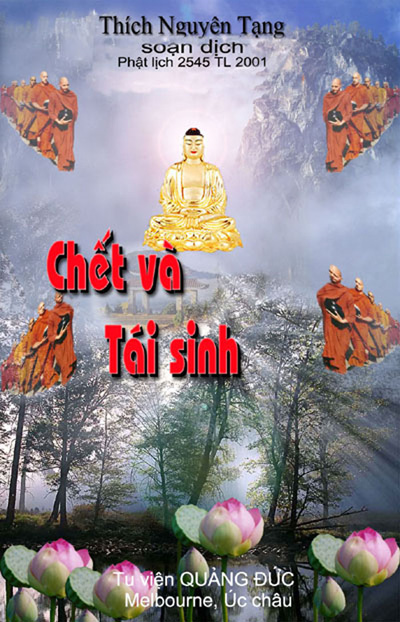 Thích Nguyên Tạng
soạn dịch
Phật lịch 2545 TL 2001
Chết và
Tái sinh
Tu viện QUẢNG ĐỨC
Melbourne, Úc châu